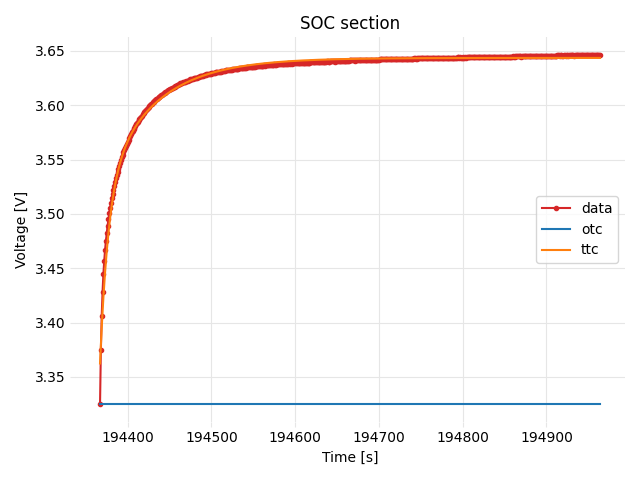 SOC section
Voltage [V]
3.65
3.60
3.55
3.50
3.45
3.40
3.35
data
otc
ttc
194400 194500 194600 194700 194800 194900
Time [s]